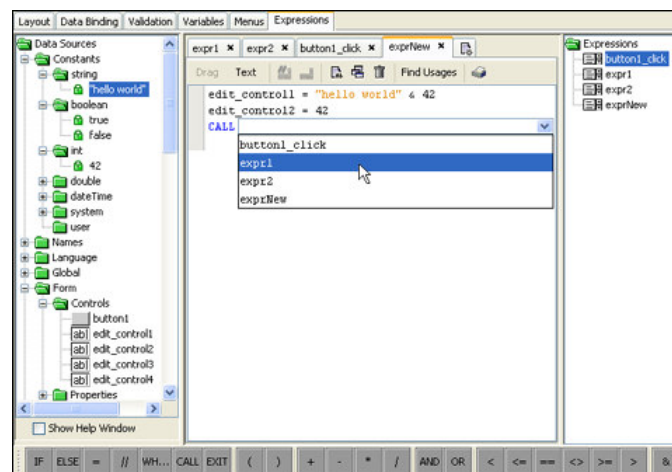 Layout Data Binding Validation Variables Menus Expressions
Data Sources
Constants
string
"hello world"
boolean
true
false
int
42
double
dateTime
system
user
Names
Language
Global
Form
Controls
button1
edit_control1
edit_control2
edit_control3
edit_control4
Properties
Show Help Window
expr1 expr2 button1_click exprNew
Drag Text Find Usages
edit_control1 = "hello world" & 42
edit_control2 = 42
CALL
button1_click
expr1
expr2
exprNew
Expressions
button1_click
expr1
expr2
exprNew
IF ELSE = // WH... CALL EXIT ( ) + - * / AND OR < <= == <> >= >